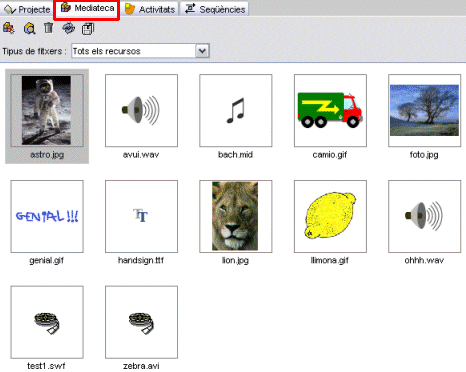 Projecte Mediateca Activitats Seqüències
Tipus de fitxers : Tots els recursos
astro.jpg avui.wav bach.mid camio.gif foto.jpg
GENIAL!!!
TT
genial.gif handsign.ttf lion.jpg llimona.gif ohhh.wav
test1.swf zebra.avi